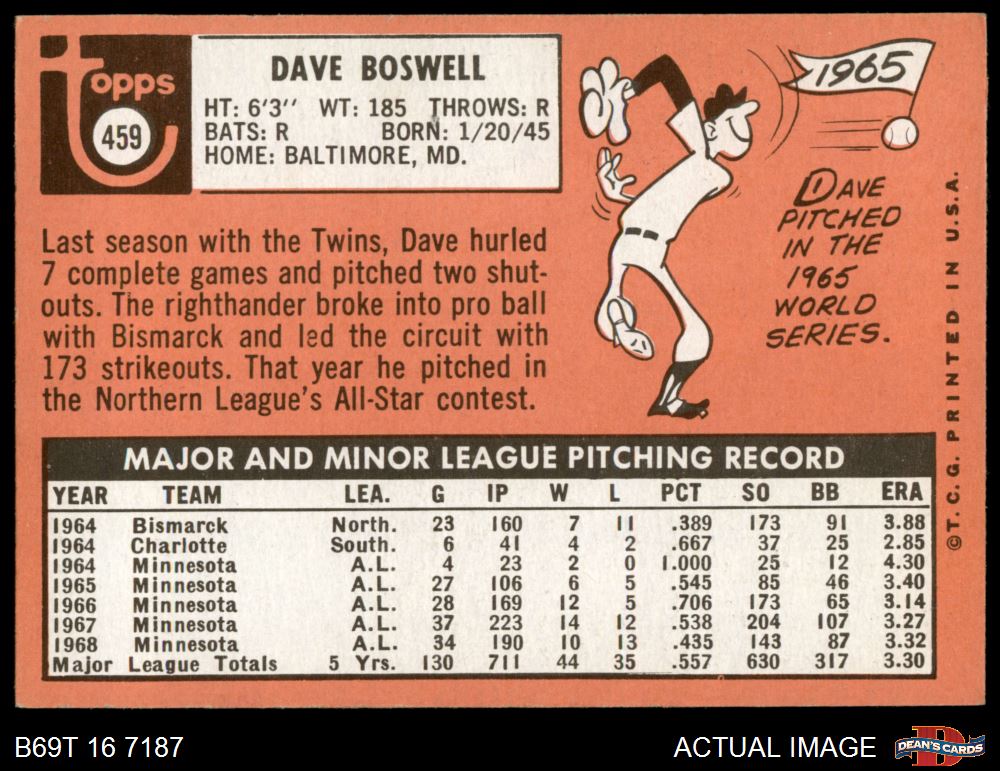 Topps
459
DAVE BOSWELL
HT: 6'3'' WT: 185 THROWS: R
BATS: R BORN: 1/20/45
HOME: BALTIMORE, MD.
Last season with the Twins, Dave hurled
7 complete games and pitched two shut-
outs. The righthander broke into pro ball
with Bismarck and led the circuit with
173 strikeouts. That year he pitched in
the Northern League's All-Star contest.
1965
DAVE
PITCHED
IN THE
1965
WORLD
SERIES.
©T. C. G. PRINTED IN U.S.A.
MAJOR AND MINOR LEAGUE PITCHING RECORD
YEAR TEAM LEA. G IP W L PCT SO BB ERA
1964 Bismarck North. 23 160 7 11 .389 173 91 3.88
1964 Charlotte South. 6 41 4 2 .667 37 25 2.85
1964 Minnesota A.L. 4 23 2 0 1.000 25 12 4.30
1965 Minnesota A.L. 27 106 6 5 .545 85 46 3.40
1966 Minnesota A.L. 28 169 12 5 .706 173 65 3.14
1967 Minnesota A.L. 37 223 14 12 .538 204 107 3.27
1968 Minnesota A.L. 34 190 10 13 .435 143 87 3.32
Major League Totals 5 Yrs. 130 711 44 35 .557 630 317 3.30
B69T 16 7187
ACTUAL IMAGE
D
DEAN'S CARDS